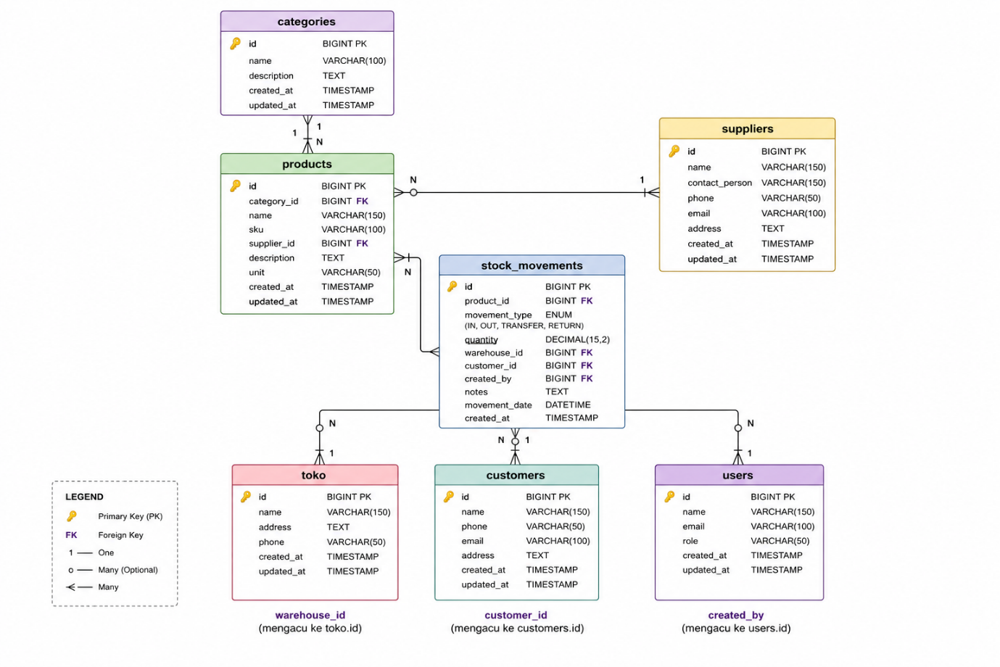 categories
id BIGINT PK
name VARCHAR(100)
description TEXT
created_at TIMESTAMP
updated_at TIMESTAMP
1
1
N
products
id BIGINT PK
category_id BIGINT FK
name VARCHAR(150)
sku VARCHAR(100)
supplier_id BIGINT FK
description TEXT
unit VARCHAR(50)
created_at TIMESTAMP
updated_at TIMESTAMP
N
1
suppliers
id BIGINT PK
name VARCHAR(150)
contact_person VARCHAR(150)
phone VARCHAR(50)
email VARCHAR(100)
address TEXT
created_at TIMESTAMP
updated_at TIMESTAMP
N
stock_movements
id BIGINT PK
product_id BIGINT FK
movement_type ENUM
(IN, OUT, TRANSFER, RETURN)
quantity DECIMAL(15,2)
warehouse_id BIGINT FK
customer_id BIGINT FK
created_by BIGINT FK
notes TEXT
movement_date DATETIME
created_at TIMESTAMP
N
1
N 1
N
1
toko
id BIGINT PK
name VARCHAR(150)
address TEXT
phone VARCHAR(50)
created_at TIMESTAMP
updated_at TIMESTAMP
warehouse_id
(mengacu ke toko.id)
customers
id BIGINT PK
name VARCHAR(150)
phone VARCHAR(50)
email VARCHAR(100)
address TEXT
created_at TIMESTAMP
updated_at TIMESTAMP
customer_id
(mengacu ke customers.id)
users
id BIGINT PK
name VARCHAR(150)
email VARCHAR(100)
role VARCHAR(50)
created_at TIMESTAMP
updated_at TIMESTAMP
created_by
(mengacu ke users.id)
LEGEND
Primary Key (PK)
FK Foreign Key
1 One
o Many (Optional)
Many